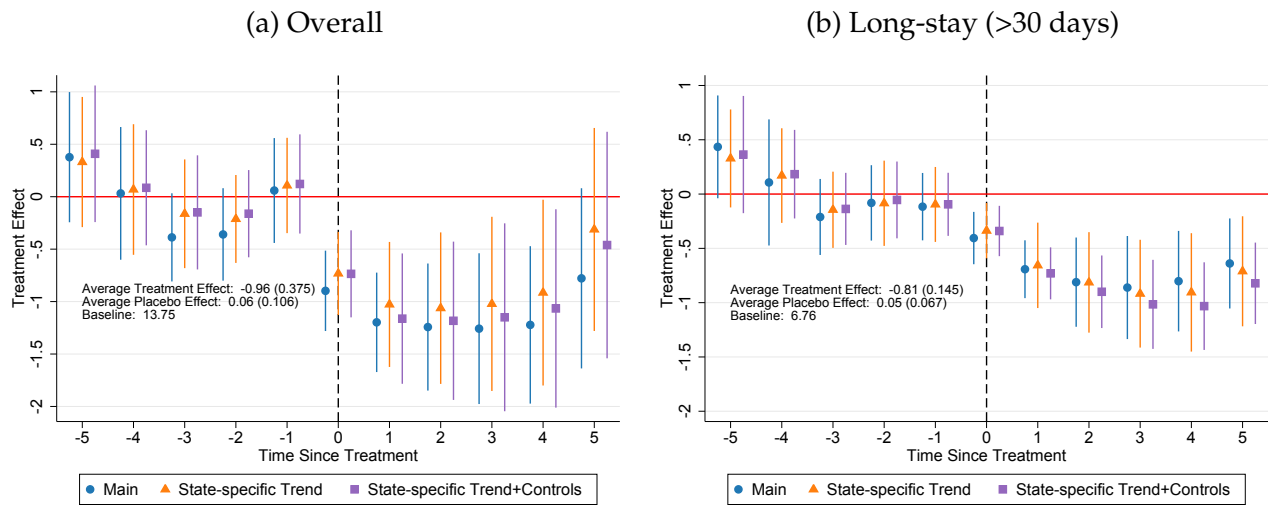 (a) Overall
Treatment Effect
1
.5
0
-.5
-1
-1.5
-2
Average Treatment Effect: -0.96 (0.375)
Average Placebo Effect: 0.06 (0.106)
Baseline: 13.75
-5 -4 -3 -2 -1 0 1 2 3 4 5
Time Since Treatment
Main State-specific Trend State-specific Trend+Controls
(b) Long-stay (>30 days)
Treatment Effect
1
.5
0
-.5
-1
-1.5
-2
Average Treatment Effect: -0.81 (0.145)
Average Placebo Effect: 0.05 (0.067)
Baseline: 6.76
-5 -4 -3 -2 -1 0 1 2 3 4 5
Time Since Treatment
Main State-specific Trend State-specific Trend+Controls